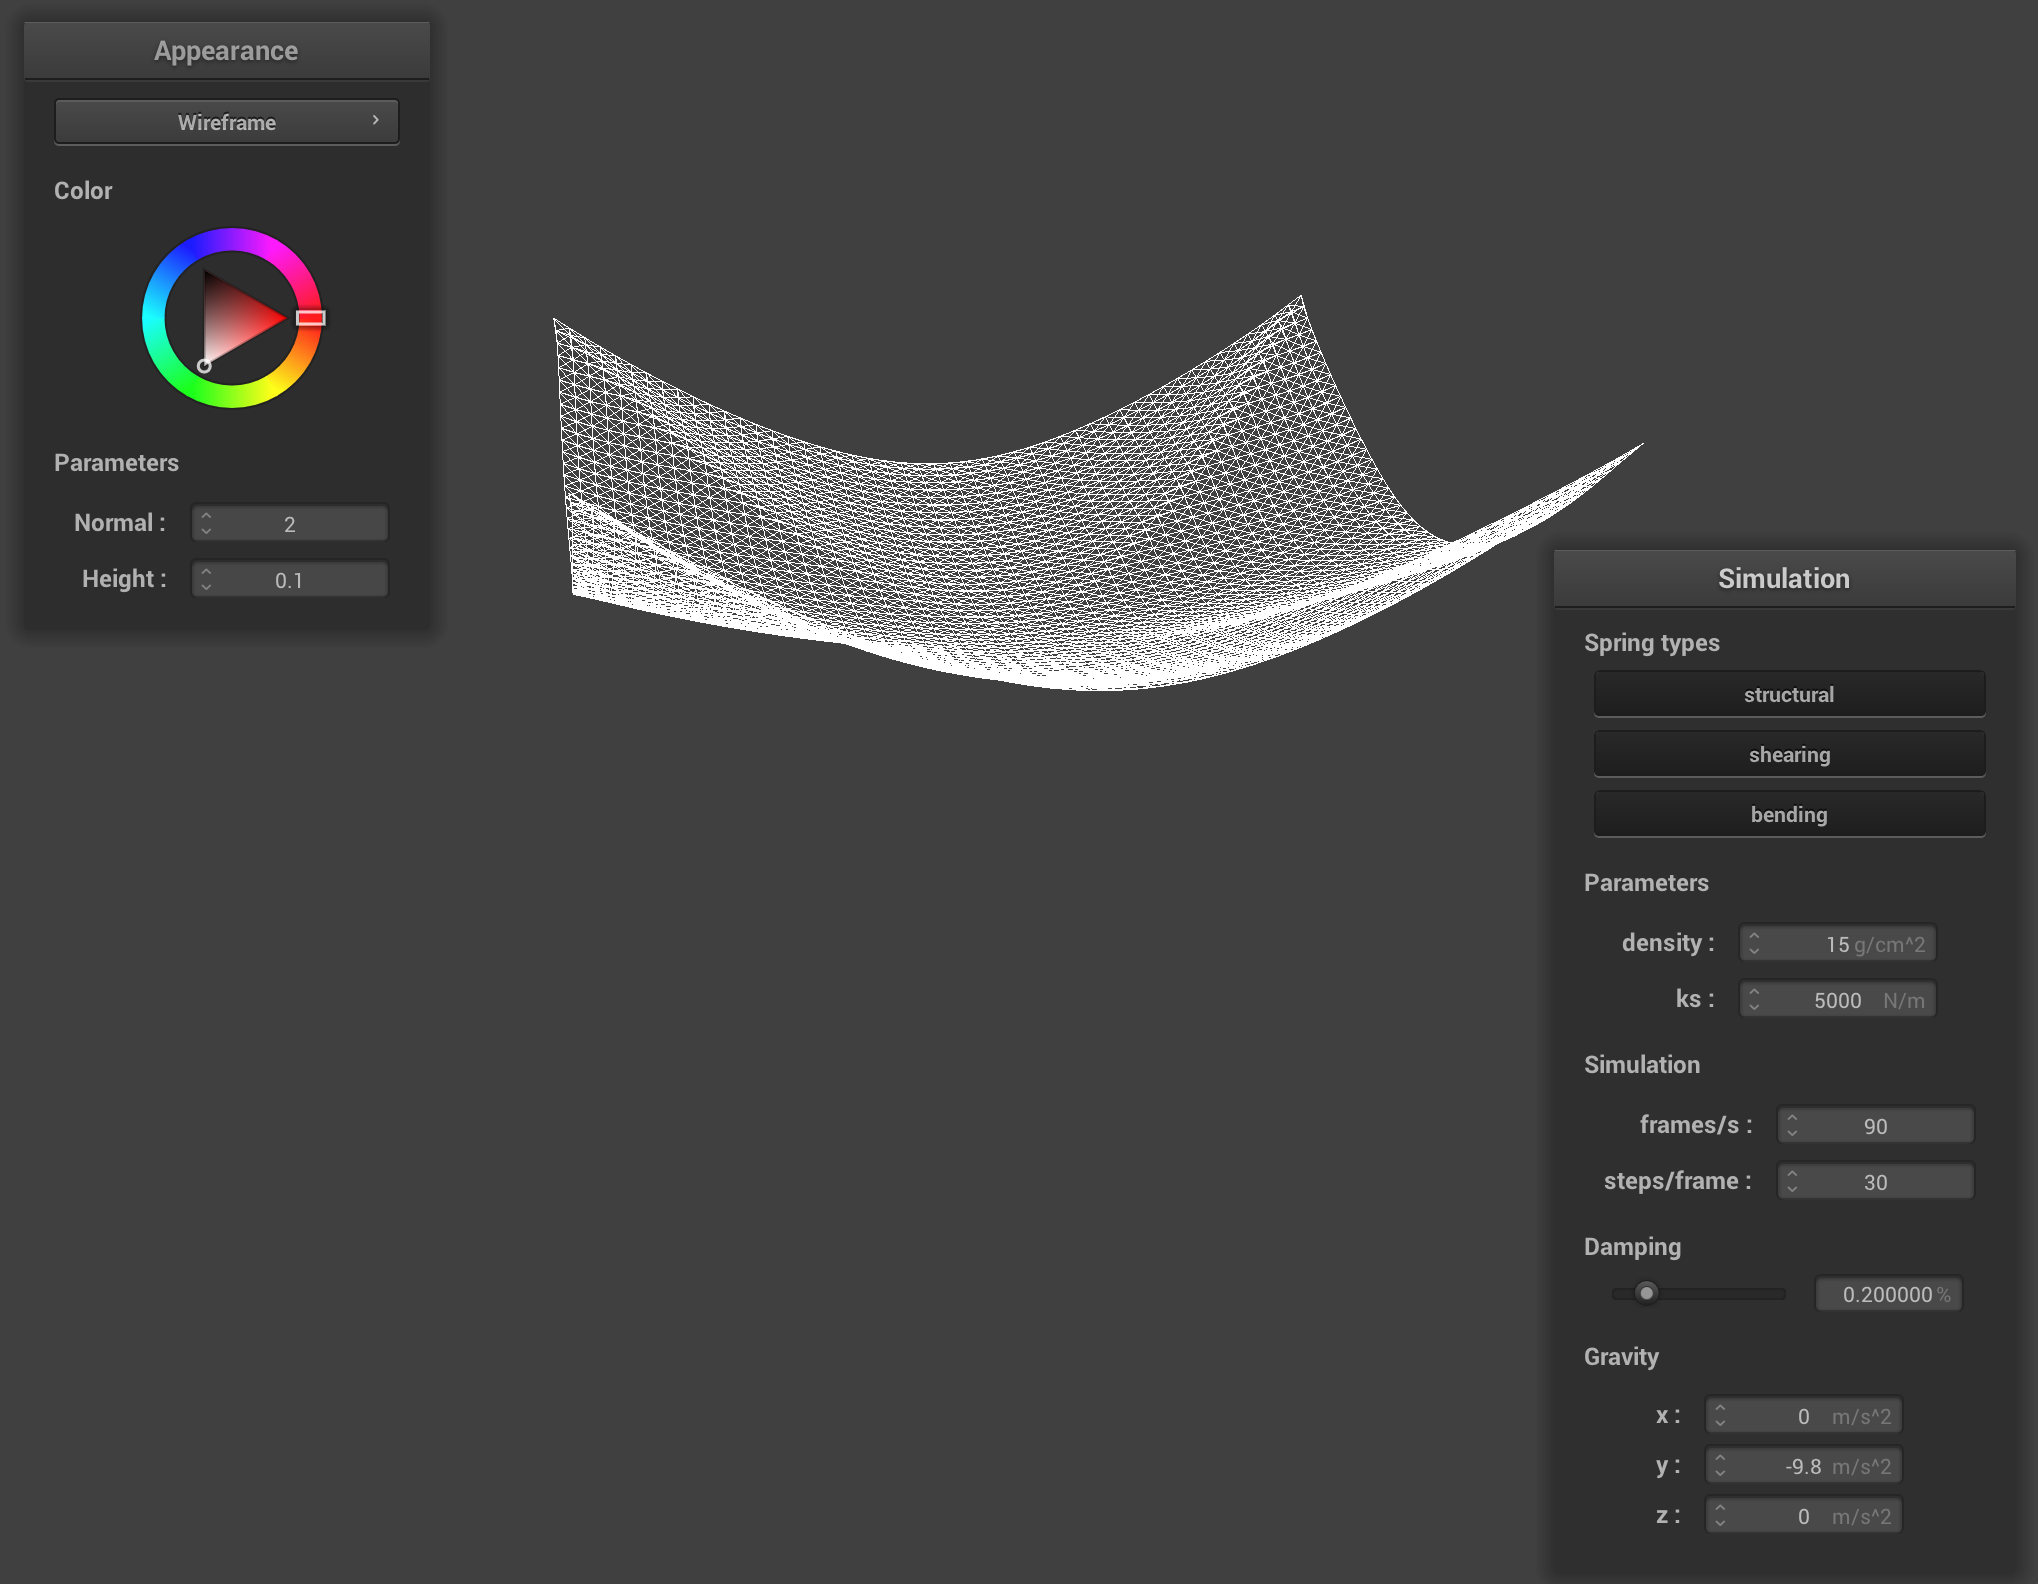 Appearance
Wireframe
Color
Parameters
Normal : 2
Height : 0.1
Simulation
Spring types
structural
shearing
bending
Parameters
density : 15 g/cm^2
ks : 5000 N/m
Simulation
frames/s : 90
steps/frame : 30
Damping
0.200000 %
Gravity
x : 0 m/s^2
y : -9.8 m/s^2
z : 0 m/s^2